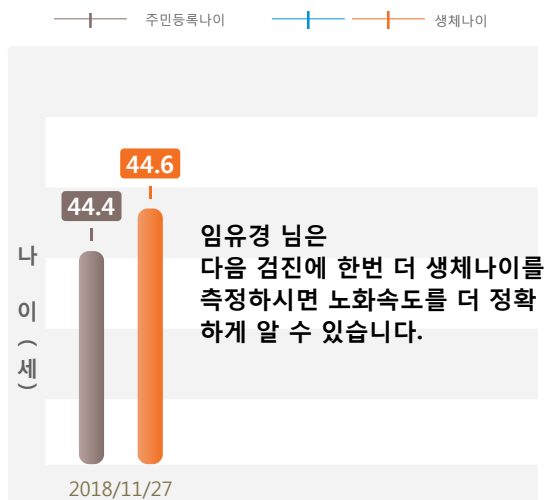 주민등록나이
생체나이
44.6
44.4
임유경 님은
다음 검진에 한번 더 생체나이를
측정하시면 노화속도를 더 정확
하게 알 수 있습니다.
나이(세)
2018/11/27